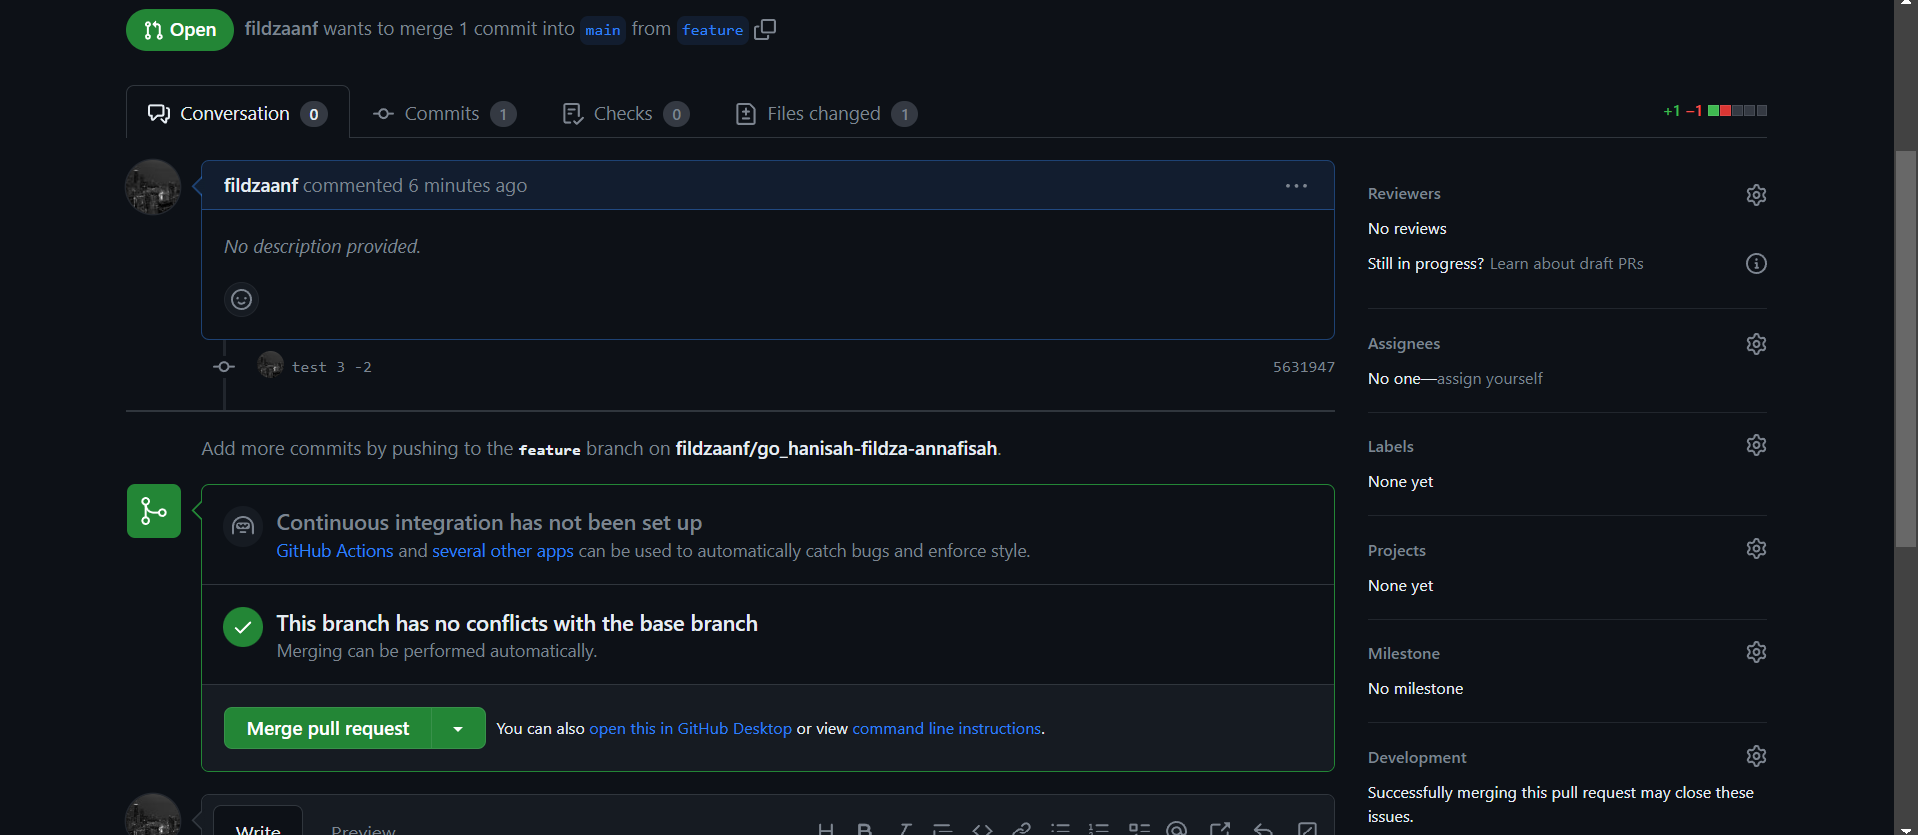 Open fildzaanf wants to merge 1 commit into main from feature
Conversation 0 Commits 1 Checks 0 Files changed 1 +1 −1
fildzaanf commented 6 minutes ago
No description provided.
test 3 -2 5631947
Add more commits by pushing to the feature branch on fildzaanf/go_hanisah-fildza-annafisah.
Continuous integration has not been set up
GitHub Actions and several other apps can be used to automatically catch bugs and enforce style.
This branch has no conflicts with the base branch
Merging can be performed automatically.
Merge pull request You can also open this in GitHub Desktop or view command line instructions.
Write Preview
Reviewers
No reviews
Still in progress? Learn about draft PRs
Assignees
No one—assign yourself
Labels
None yet
Projects
None yet
Milestone
No milestone
Development
Successfully merging this pull request may close these
issues.